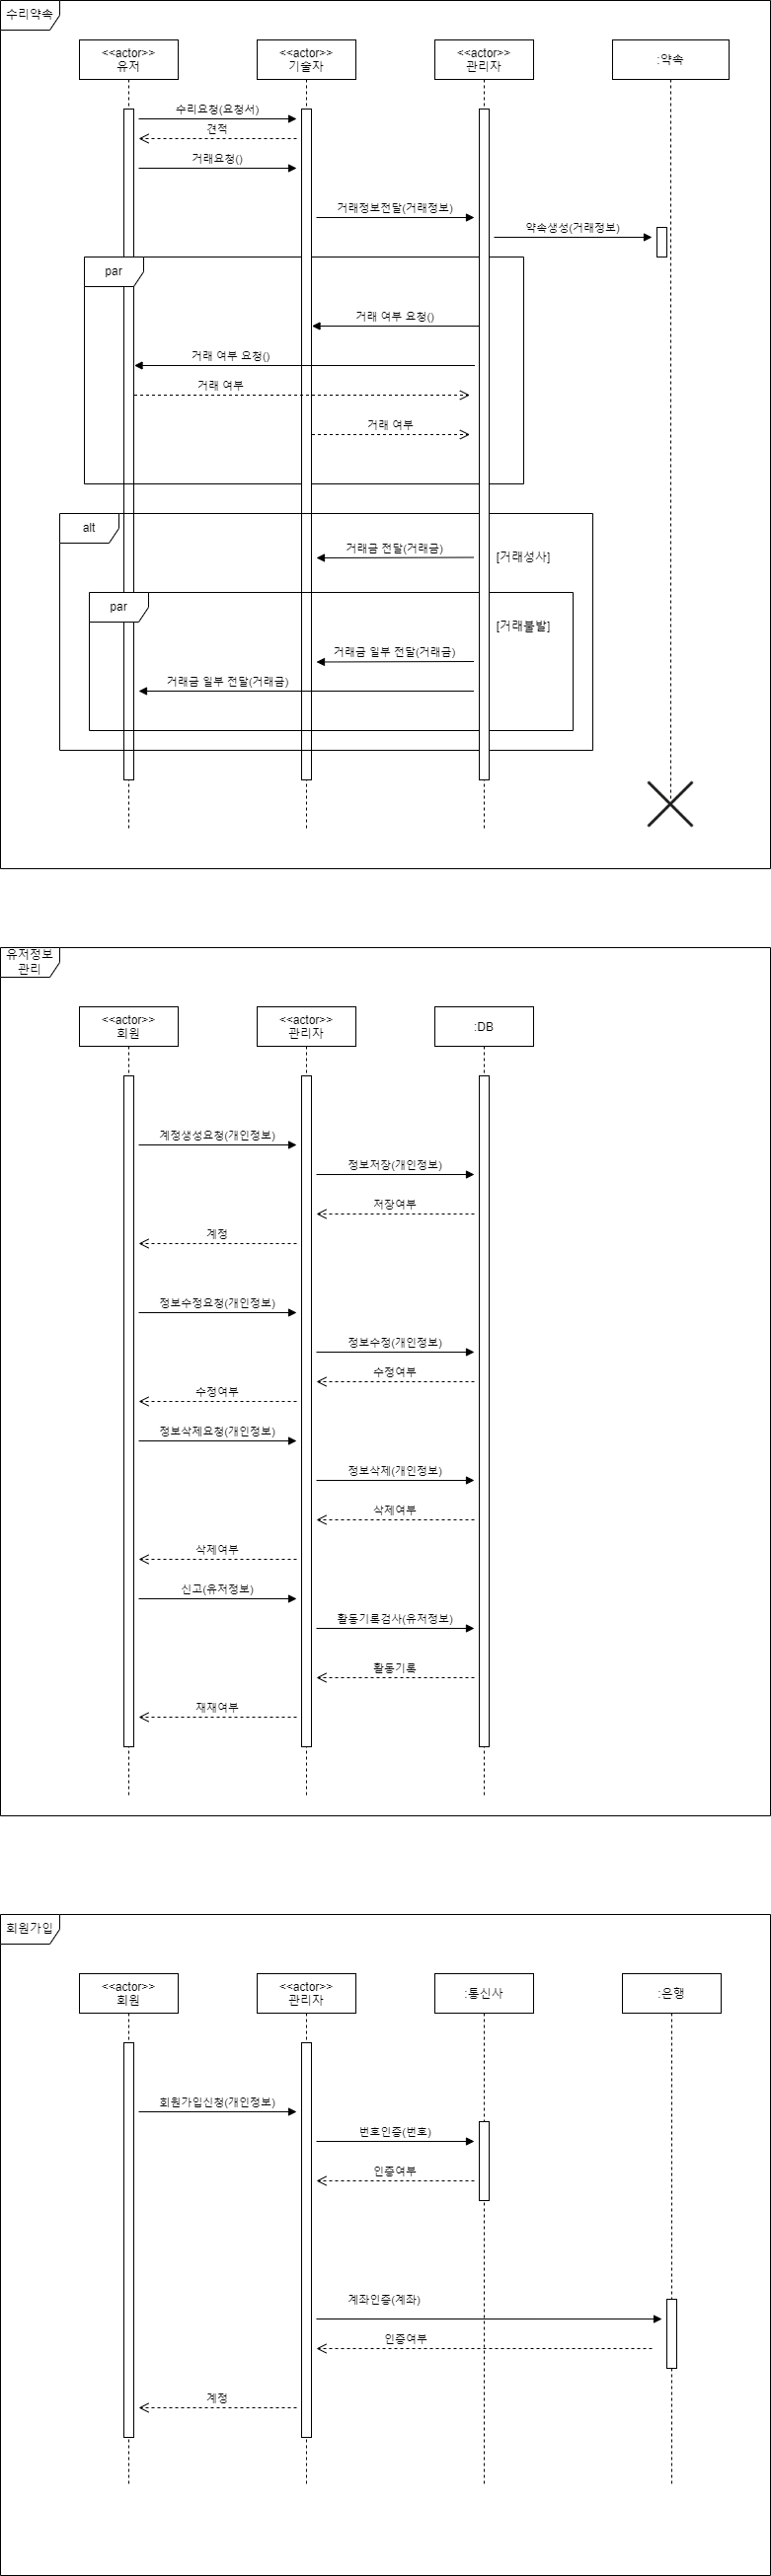 수리약속
<<actor>>
유저
<<actor>>
기술자
<<actor>>
관리자
:약속
수리요청(요청서)
견적
거래요청()
거래정보전달(거래정보)
약속생성(거래정보)
par
거래 여부 요청()
거래 여부 요청()
거래 여부
거래 여부
alt
거래금 전달(거래금)
[거래성사]
par
[거래불발]
거래금 일부 전달(거래금)
거래금 일부 전달(거래금)
유저정보
관리
<<actor>>
회원
<<actor>>
관리자
:DB
계정생성요청(개인정보)
정보저장(개인정보)
저장여부
계정
정보수정요청(개인정보)
정보수정(개인정보)
수정여부
수정여부
정보삭제요청(개인정보)
정보삭제(개인정보)
삭제여부
삭제여부
신고(유저정보)
활동기록검사(유저정보)
활동기록
재재여부
회원가입
<<actor>>
회원
<<actor>>
관리자
:통신사
:은행
회원가입신청(개인정보)
번호인증(번호)
인증여부
계좌인증(계좌)
인증여부
계정